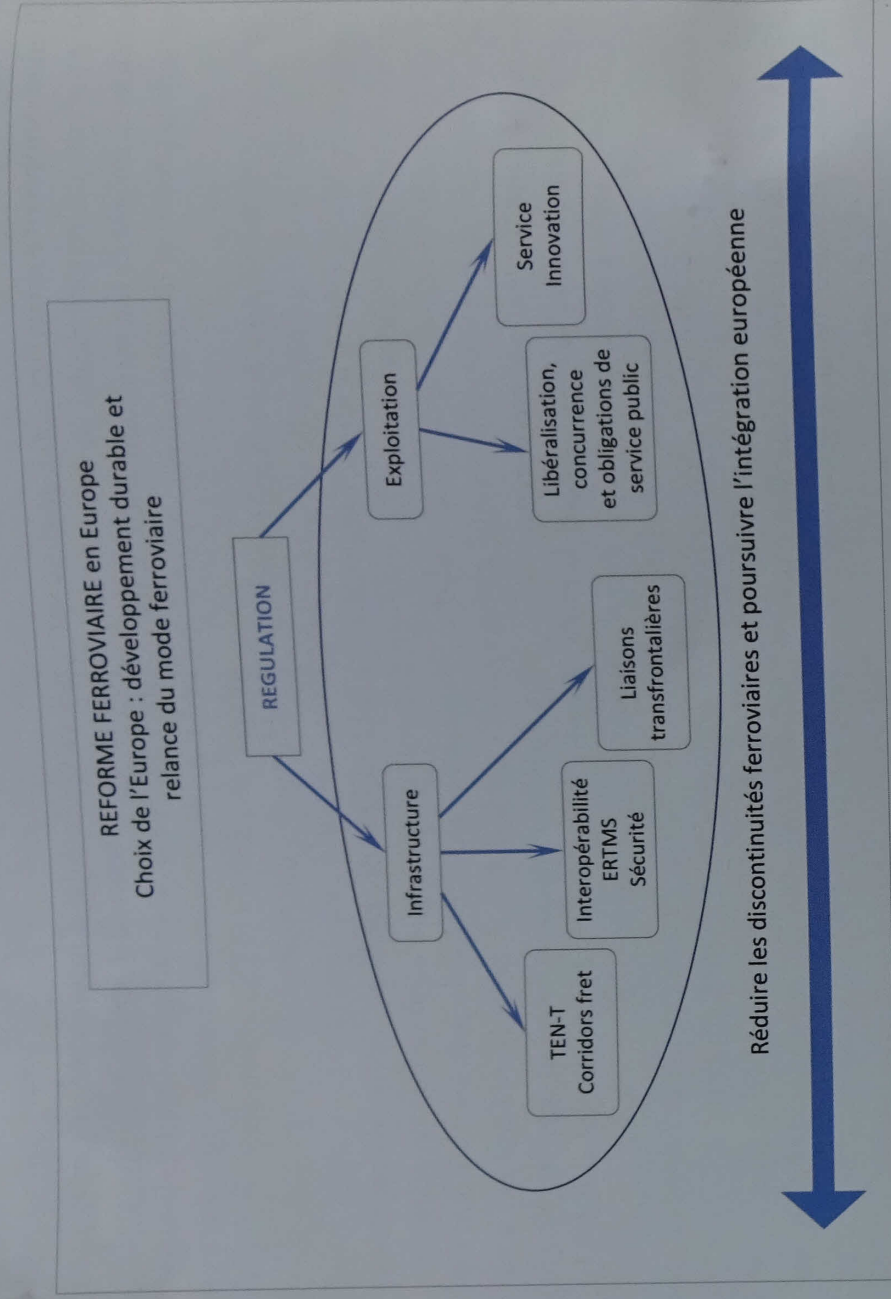 REFORME FERROVIAIRE en Europe
Choix de l'Europe : développement durable et
relance du mode ferroviaire
REGULATION
Infrastructure
Exploitation
TEN-T
Corridors fret
Interopérabilité
ERTMS
Sécurité
Liaisons
transfrontalières
Libéralisation,
concurrence
et obligations de
service public
Service
Innovation
Réduire les discontinuités ferroviaires et poursuivre l'intégration européenne